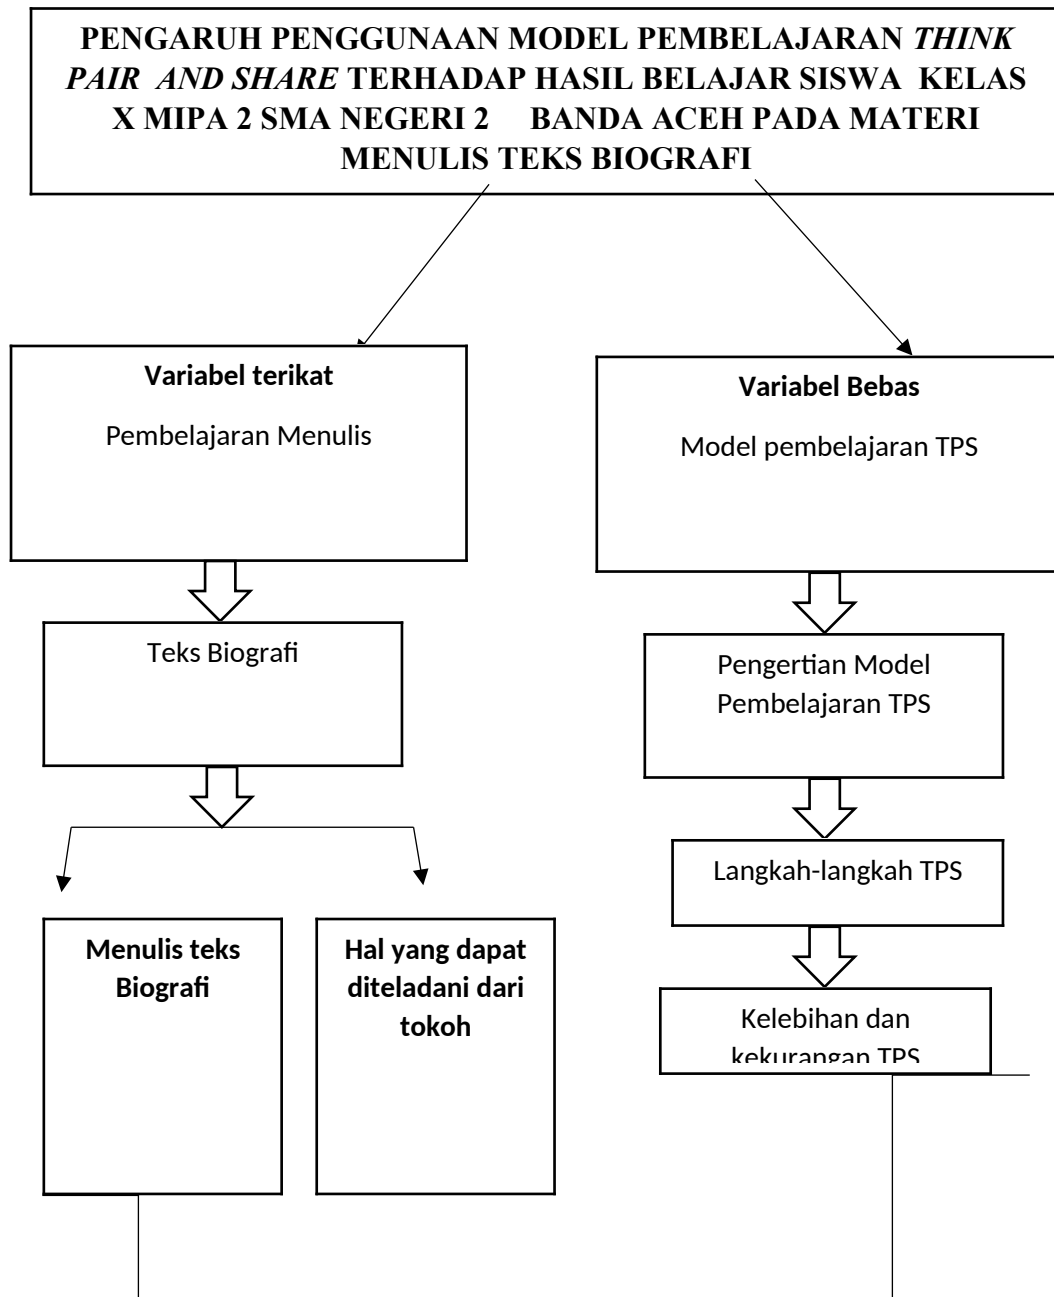 PENGARUH PENGGUNAAN MODEL PEMBELAJARAN THINK
PAIR AND SHARE TERHADAP HASIL BELAJAR SISWA KELAS
X MIPA 2 SMA NEGERI 2 BANDA ACEH PADA MATERI
MENULIS TEKS BIOGRAFI
Variabel terikat
Pembelajaran Menulis
Variabel Bebas
Model pembelajaran TPS
Teks Biografi
Pengertian Model
Pembelajaran TPS
Langkah-langkah TPS
Menulis teks
Biografi
Hal yang dapat
diteladani dari
tokoh
Kelebihan dan
kekurangan TPS